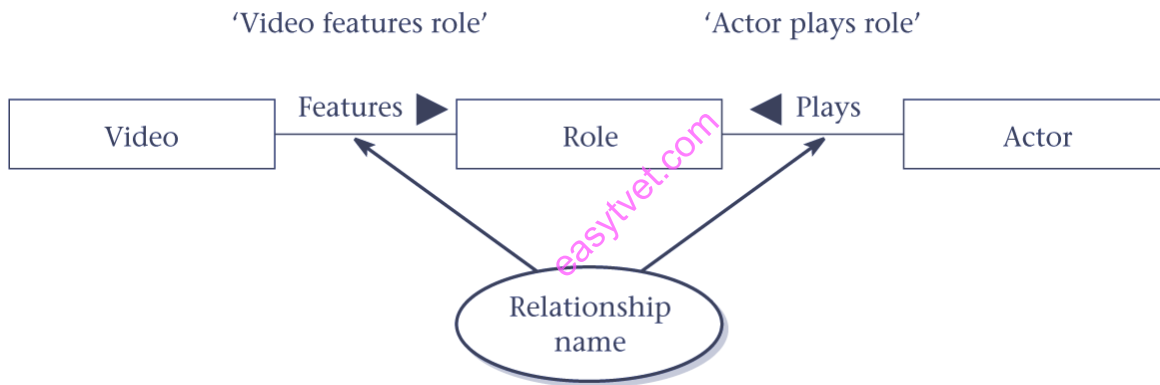 ‘Video features role’
‘Actor plays role’
Features
Plays
Video
Role
Actor
easytvet.com
Relationship
name